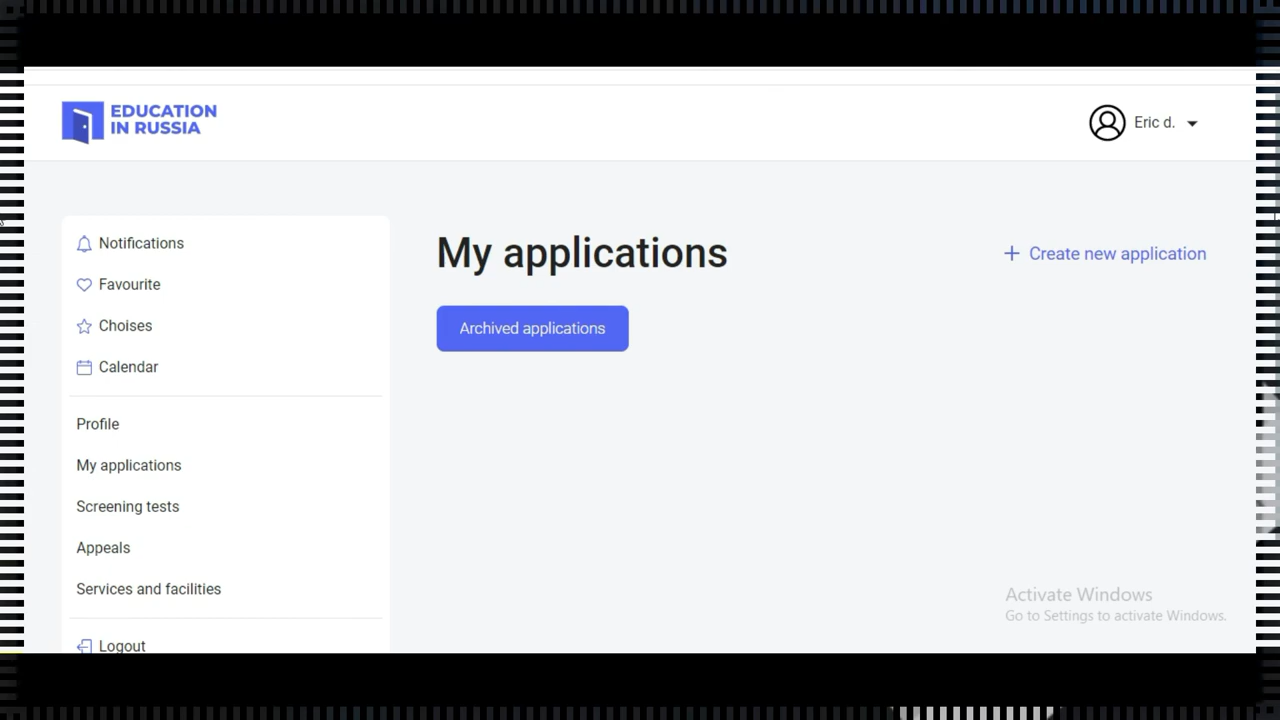 EDUCATION
IN RUSSIA
Eric d.
Notifications
Favourite
Choises
Calendar
Profile
My applications
Screening tests
Appeals
Services and facilities
Logout
My applications
Create new application
Archived applications
Activate Windows
Go to Settings to activate Windows.